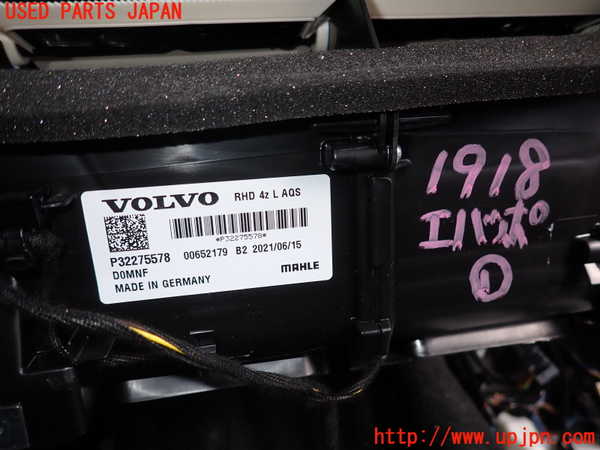 USED PARTS JAPAN
VOLVO RHD 4z L AQS
*P32275578*
P32275578 00652179 B2 2021/06/15
D0MNF
MADE IN GERMANY MAHLE
1918
エバポ
①
http://www.upjpn.com/